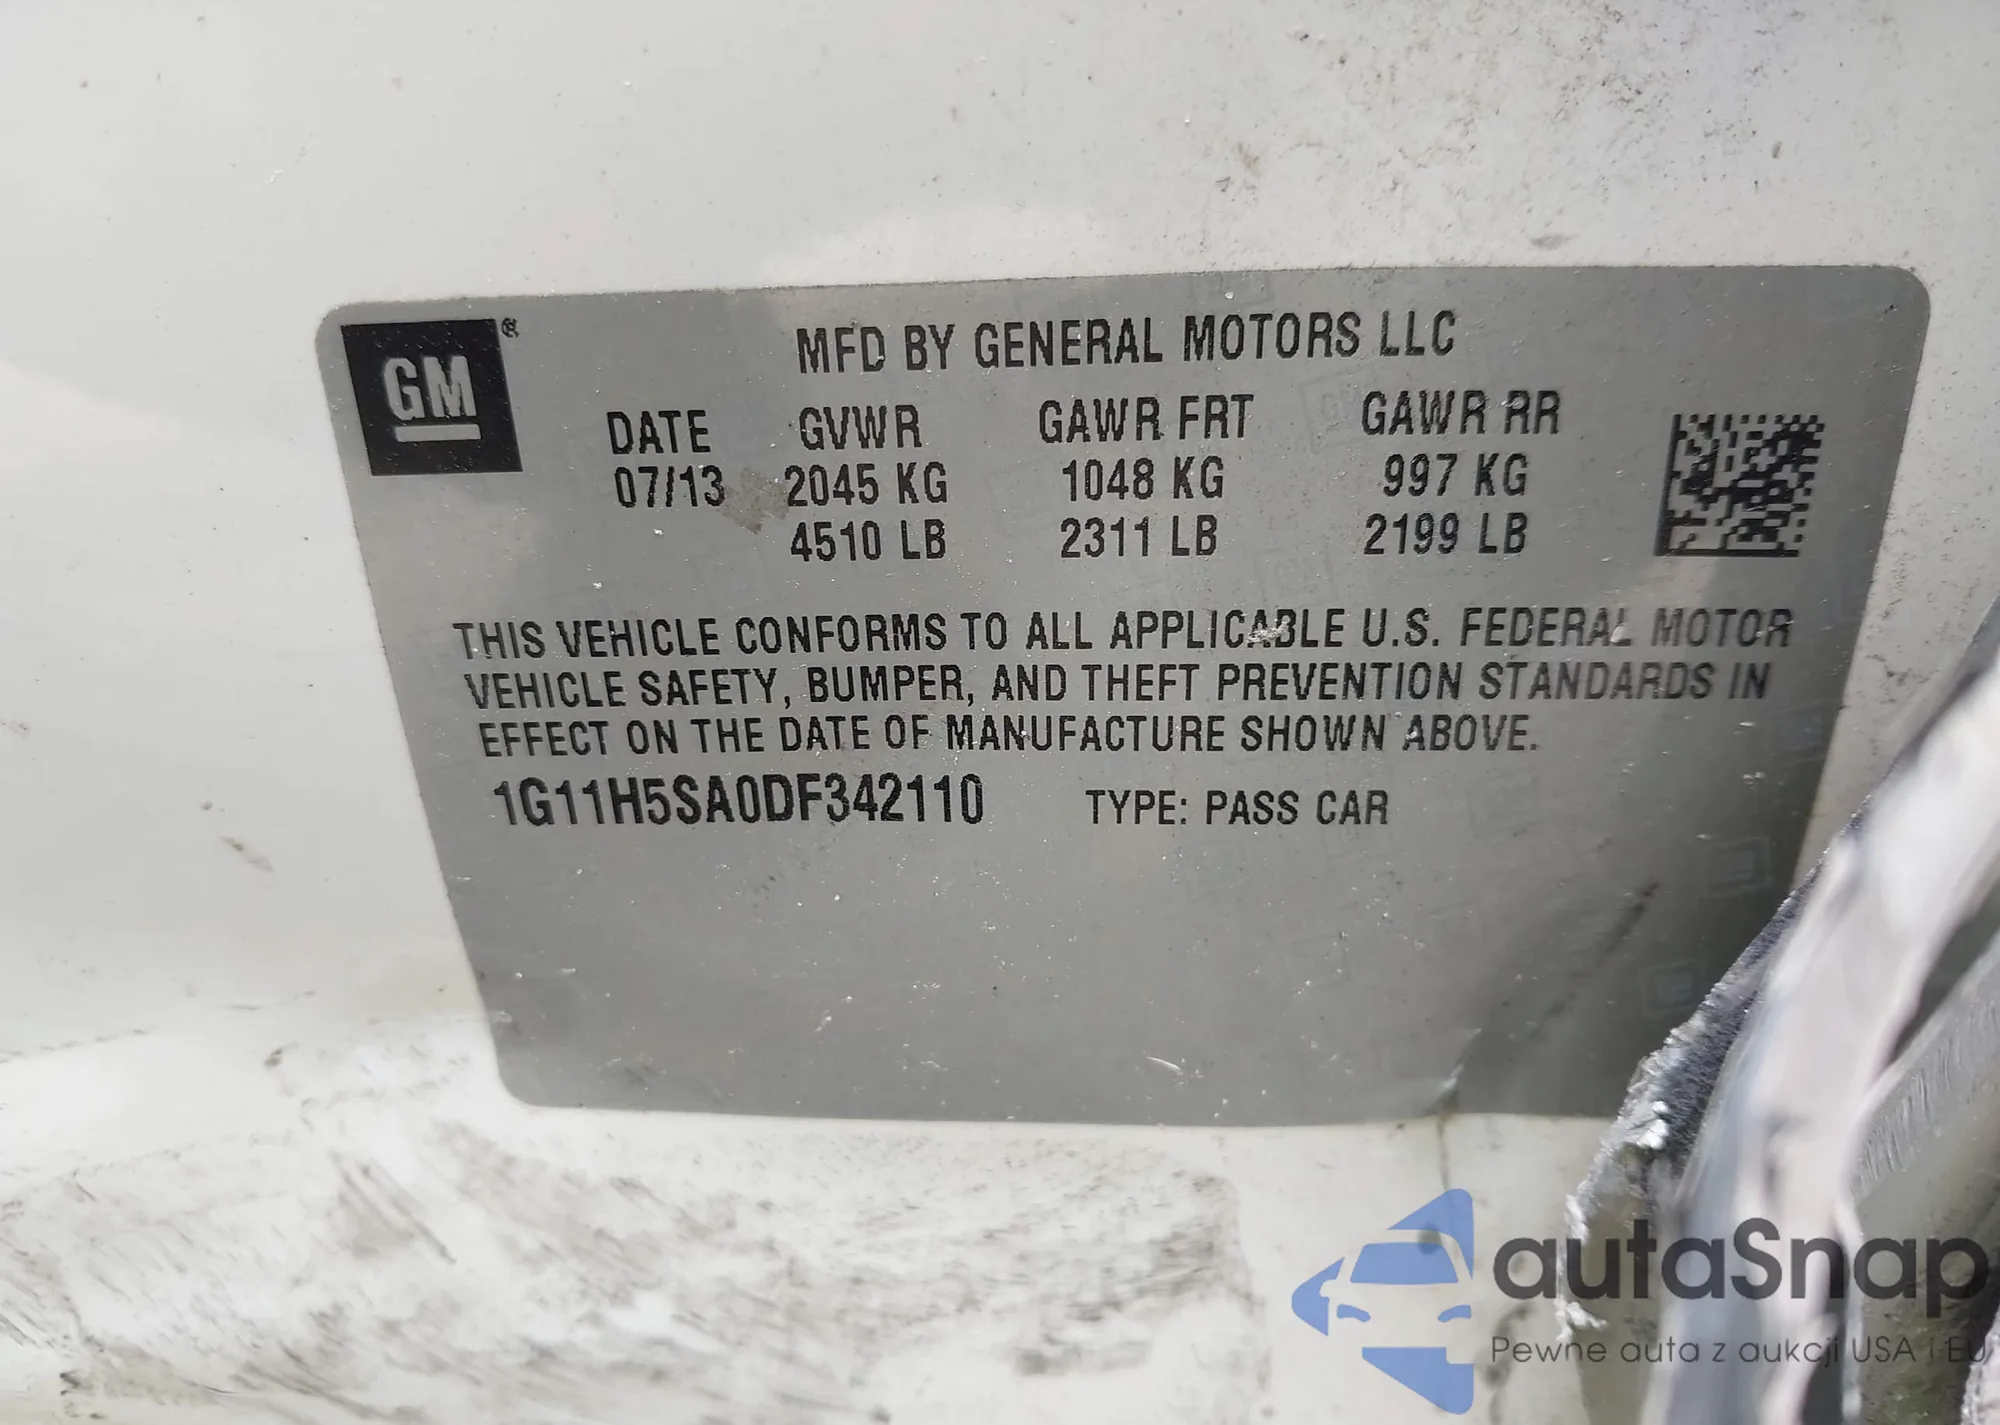 GM ®
MFD BY GENERAL MOTORS LLC
DATE GVWR GAWR FRT GAWR RR
07/13 2045 KG 1048 KG 997 KG
4510 LB 2311 LB 2199 LB
THIS VEHICLE CONFORMS TO ALL APPLICABLE U.S. FEDERAL MOTOR
VEHICLE SAFETY, BUMPER, AND THEFT PREVENTION STANDARDS IN
EFFECT ON THE DATE OF MANUFACTURE SHOWN ABOVE.
1G11H5SA0DF342110 TYPE: PASS CAR
autaSnap
Pewne auta z aukcji USA i EU